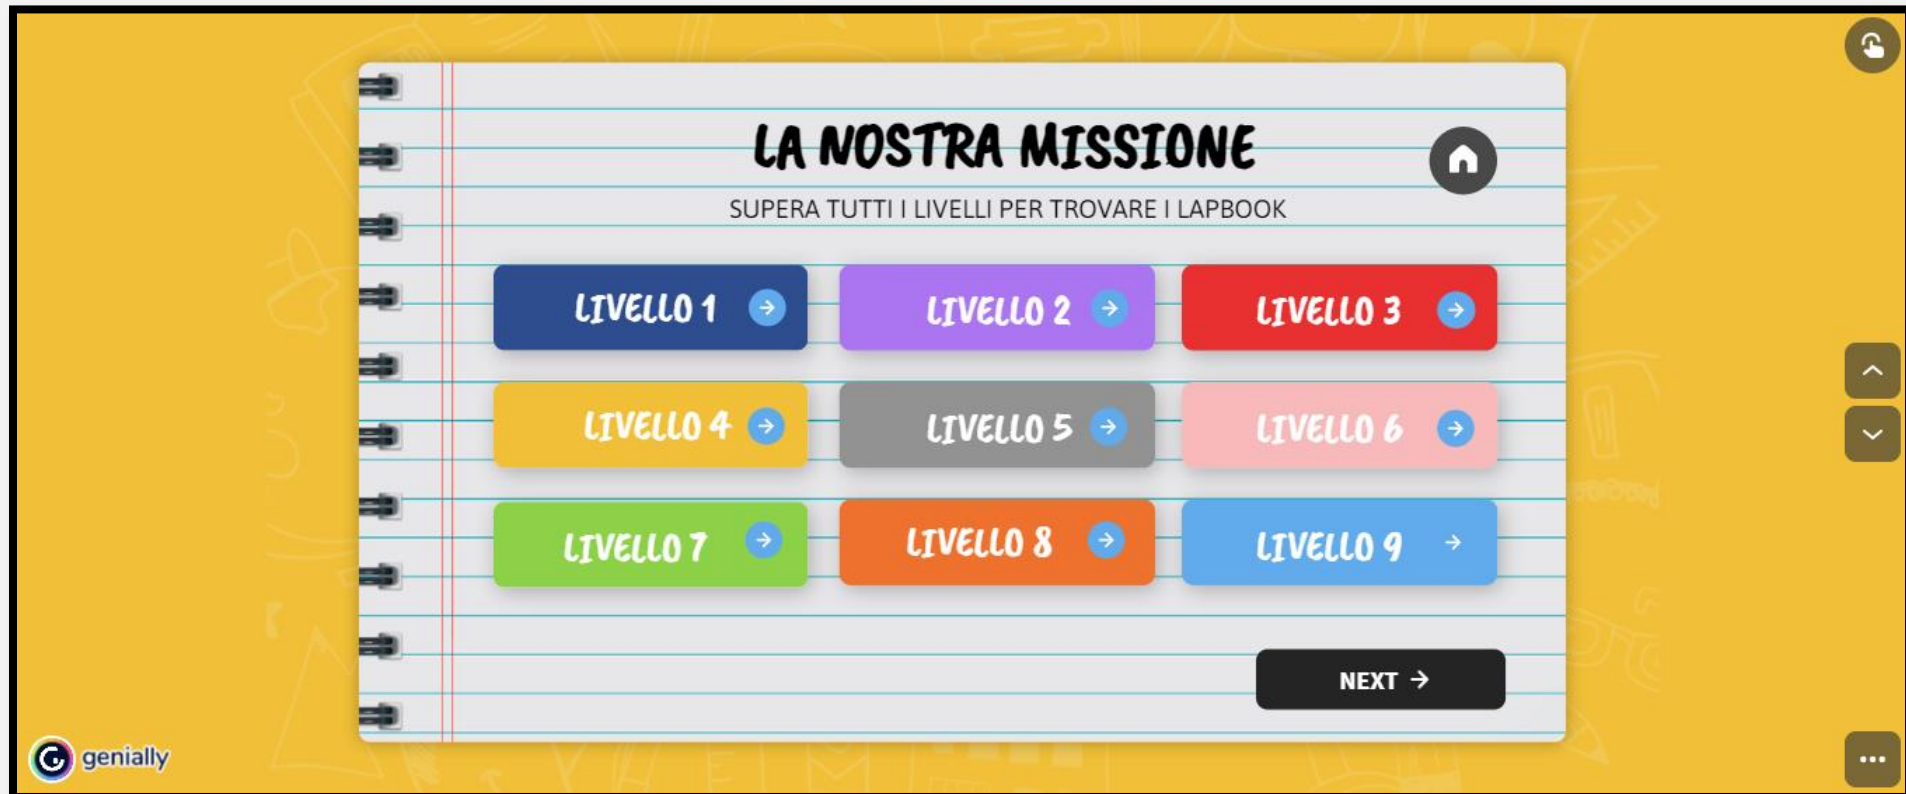 LA NOSTRA MISSIONE
SUPERA TUTTI I LIVELLI PER TROVARE I LAPBOOK
LIVELLO 1
LIVELLO 2
LIVELLO 3
LIVELLO 4
LIVELLO 5
LIVELLO 6
LIVELLO 7
LIVELLO 8
LIVELLO 9
NEXT →
genially